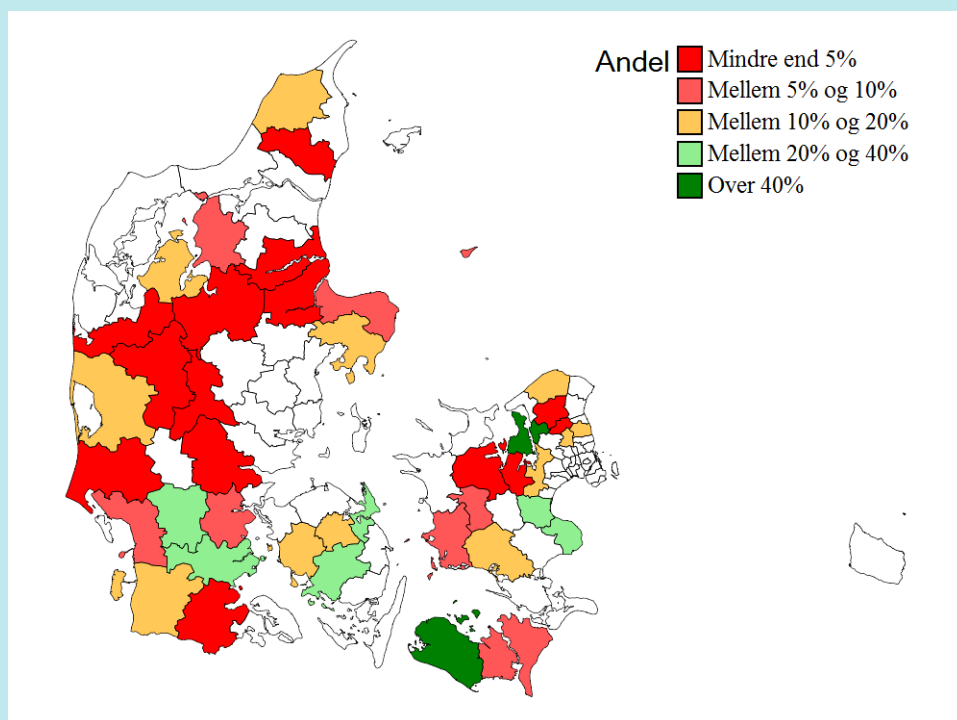 Andel
Mindre end 5%
Mellem 5% og 10%
Mellem 10% og 20%
Mellem 20% og 40%
Over 40%